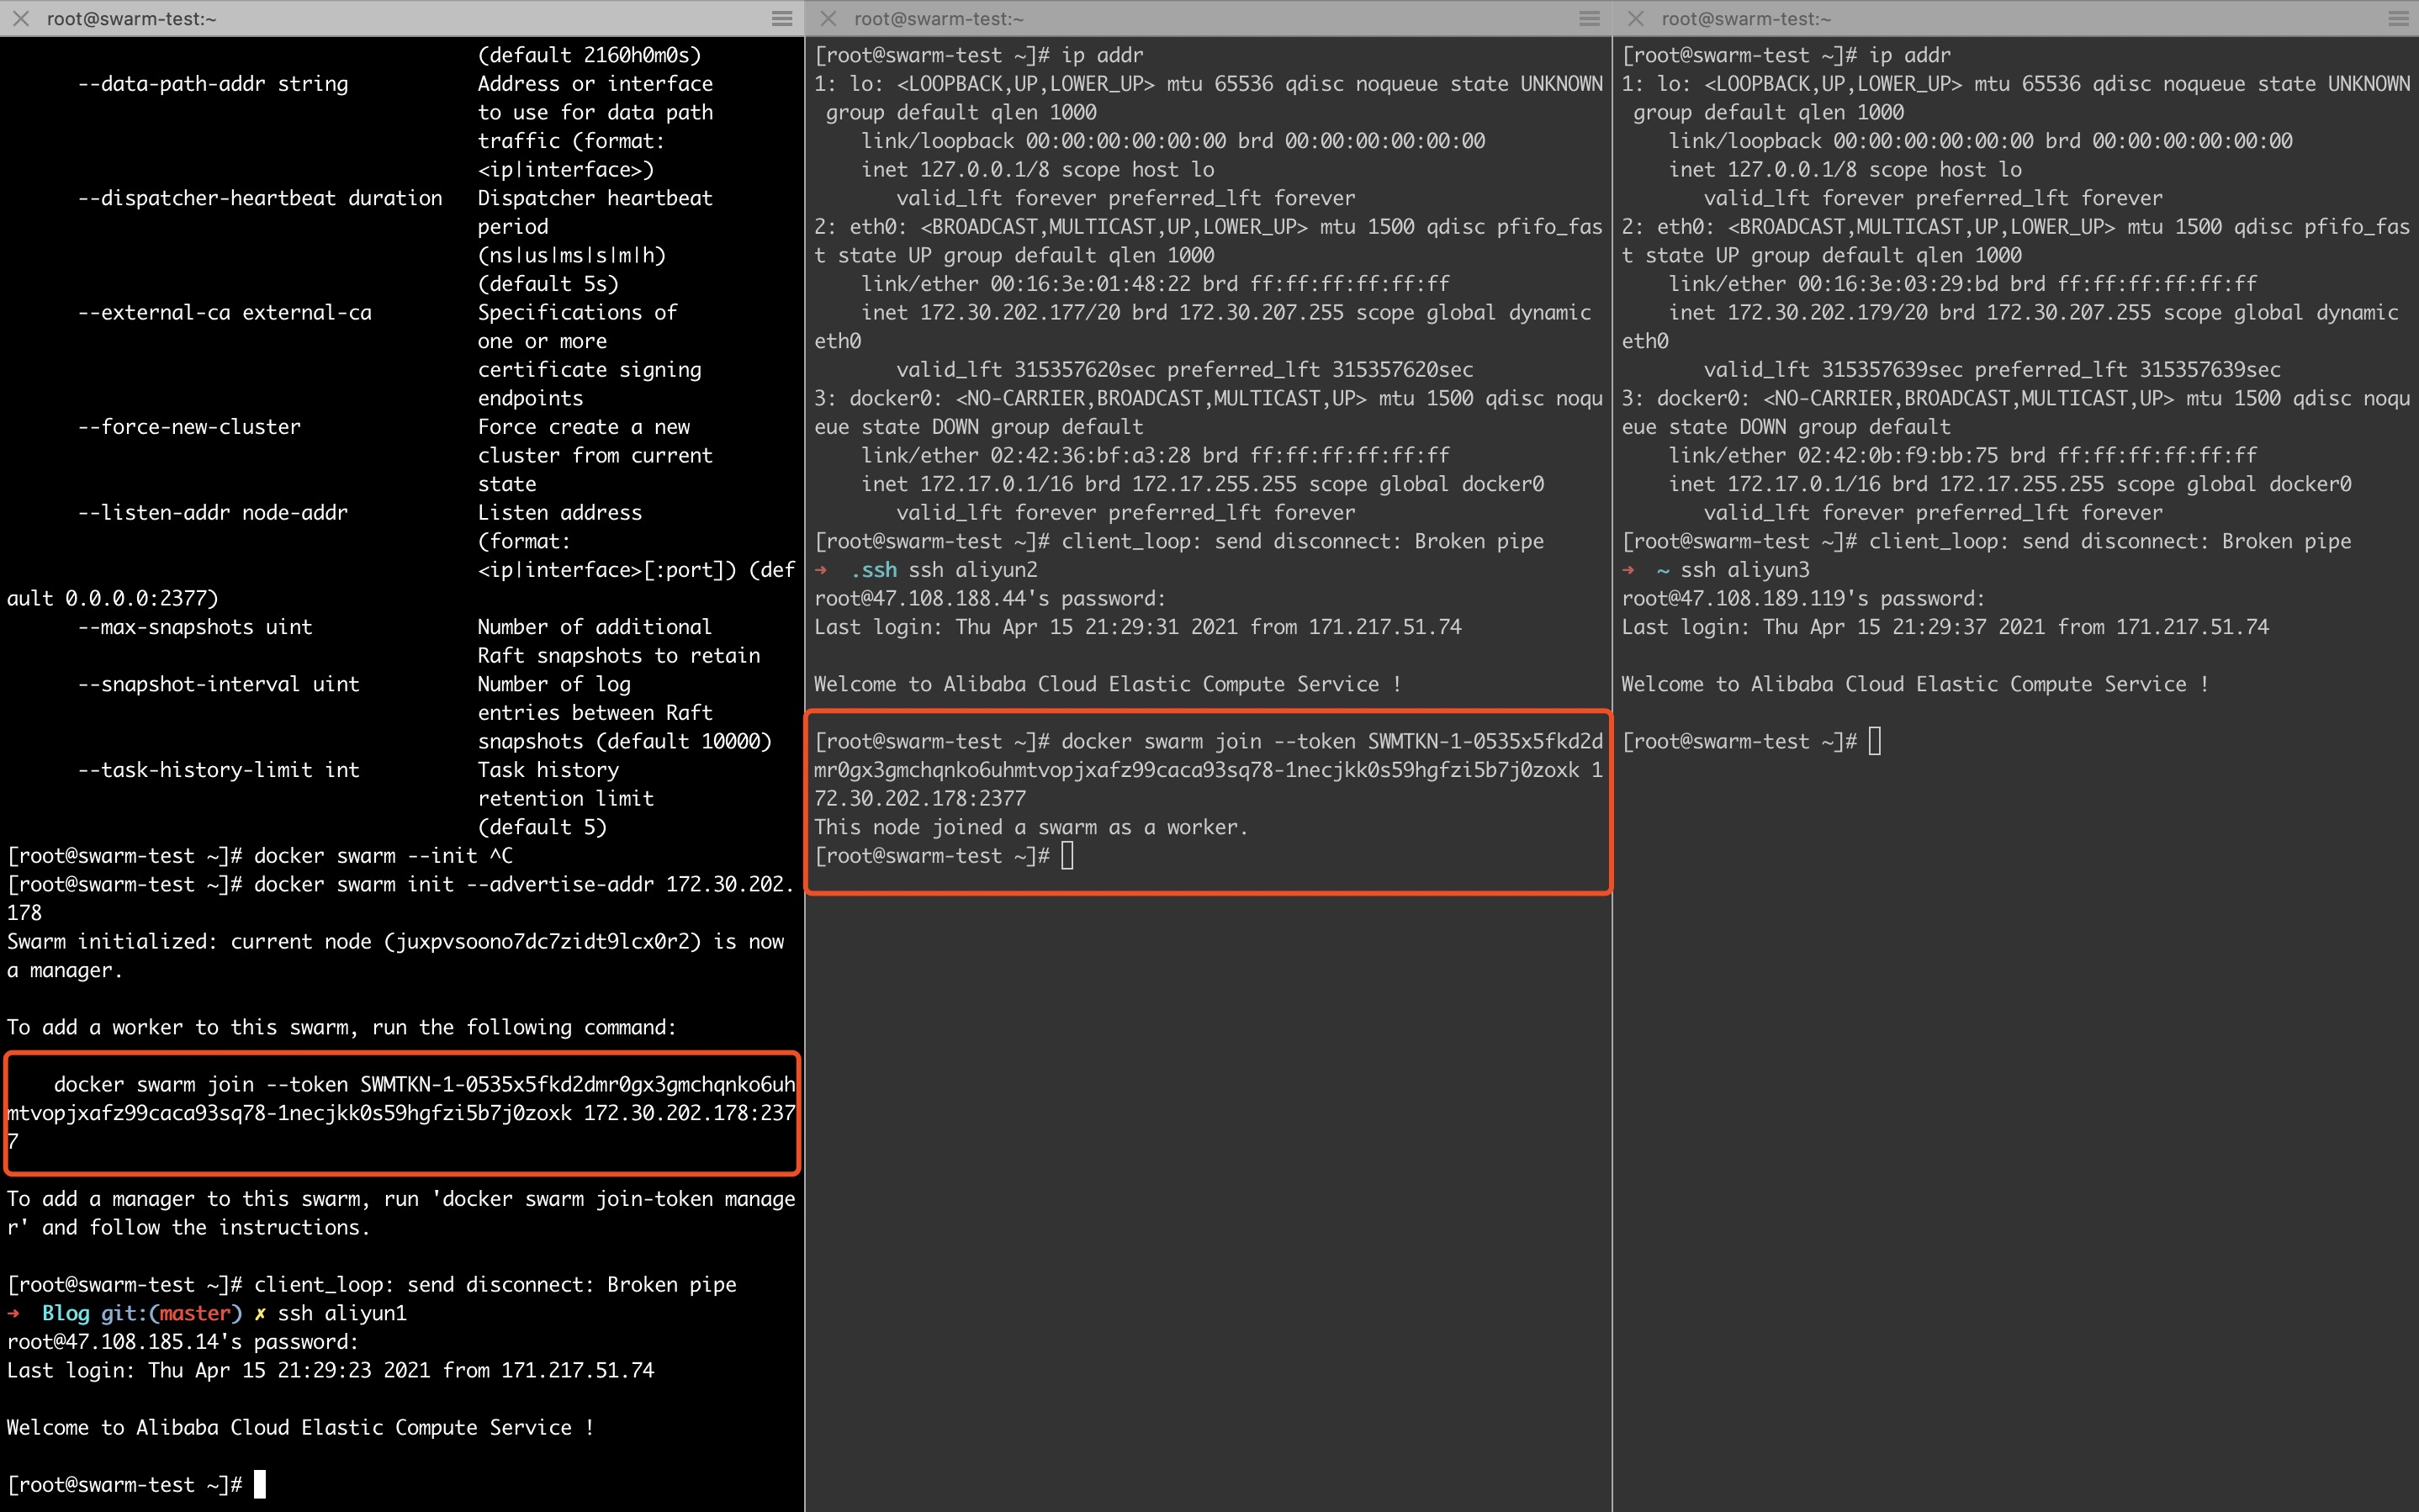 root@swarm-test:~
(default 2160h0m0s)
--data-path-addr string Address or interface
to use for data path
traffic (format:
<ip|interface>)
--dispatcher-heartbeat duration Dispatcher heartbeat
period
(ns|us|ms|s|m|h)
(default 5s)
--external-ca external-ca Specifications of
one or more
certificate signing
endpoints
--force-new-cluster Force create a new
cluster from current
state
--listen-addr node-addr Listen address
(format:
<ip|interface>[:port]) (def
ault 0.0.0.0:2377)
--max-snapshots uint Number of additional
Raft snapshots to retain
--snapshot-interval uint Number of log
entries between Raft
snapshots (default 10000)
--task-history-limit int Task history
retention limit
(default 5)
[root@swarm-test ~]# docker swarm --init ^C
[root@swarm-test ~]# docker swarm init --advertise-addr 172.30.202.
178
Swarm initialized: current node (juxpvsoono7dc7zidt9lcx0r2) is now
a manager.
To add a worker to this swarm, run the following command:
docker swarm join --token SWMTKN-1-0535x5fkd2dmr0gx3gmchqnko6uh
mtvopjxafz99caca93sq78-1necjkk0s59hgfzi5b7j0zoxk 172.30.202.178:237
7
To add a manager to this swarm, run 'docker swarm join-token manage
r' and follow the instructions.
[root@swarm-test ~]# client_loop: send disconnect: Broken pipe
➜ Blog git:(master) ✗ ssh aliyun1
root@47.108.185.14's password:
Last login: Thu Apr 15 21:29:23 2021 from 171.217.51.74
Welcome to Alibaba Cloud Elastic Compute Service !
[root@swarm-test ~]#
root@swarm-test:~
[root@swarm-test ~]# ip addr
1: lo: <LOOPBACK,UP,LOWER_UP> mtu 65536 qdisc noqueue state UNKNOWN
group default qlen 1000
link/loopback 00:00:00:00:00:00 brd 00:00:00:00:00:00
inet 127.0.0.1/8 scope host lo
valid_lft forever preferred_lft forever
2: eth0: <BROADCAST,MULTICAST,UP,LOWER_UP> mtu 1500 qdisc pfifo_fas
t state UP group default qlen 1000
link/ether 00:16:3e:01:48:22 brd ff:ff:ff:ff:ff:ff
inet 172.30.202.177/20 brd 172.30.207.255 scope global dynamic
eth0
valid_lft 315357620sec preferred_lft 315357620sec
3: docker0: <NO-CARRIER,BROADCAST,MULTICAST,UP> mtu 1500 qdisc noqu
eue state DOWN group default
link/ether 02:42:36:bf:a3:28 brd ff:ff:ff:ff:ff:ff
inet 172.17.0.1/16 brd 172.17.255.255 scope global docker0
valid_lft forever preferred_lft forever
[root@swarm-test ~]# client_loop: send disconnect: Broken pipe
➜ .ssh ssh aliyun2
root@47.108.188.44's password:
Last login: Thu Apr 15 21:29:31 2021 from 171.217.51.74
Welcome to Alibaba Cloud Elastic Compute Service !
[root@swarm-test ~]# docker swarm join --token SWMTKN-1-0535x5fkd2d
mr0gx3gmchqnko6uhmtvopjxafz99caca93sq78-1necjkk0s59hgfzi5b7j0zoxk 1
72.30.202.178:2377
This node joined a swarm as a worker.
[root@swarm-test ~]#
root@swarm-test:~
[root@swarm-test ~]# ip addr
1: lo: <LOOPBACK,UP,LOWER_UP> mtu 65536 qdisc noqueue state UNKNOWN
group default qlen 1000
link/loopback 00:00:00:00:00:00 brd 00:00:00:00:00:00
inet 127.0.0.1/8 scope host lo
valid_lft forever preferred_lft forever
2: eth0: <BROADCAST,MULTICAST,UP,LOWER_UP> mtu 1500 qdisc pfifo_fas
t state UP group default qlen 1000
link/ether 00:16:3e:03:29:bd brd ff:ff:ff:ff:ff:ff
inet 172.30.202.179/20 brd 172.30.207.255 scope global dynamic
eth0
valid_lft 315357639sec preferred_lft 315357639sec
3: docker0: <NO-CARRIER,BROADCAST,MULTICAST,UP> mtu 1500 qdisc noqu
eue state DOWN group default
link/ether 02:42:0b:f9:bb:75 brd ff:ff:ff:ff:ff:ff
inet 172.17.0.1/16 brd 172.17.255.255 scope global docker0
valid_lft forever preferred_lft forever
[root@swarm-test ~]# client_loop: send disconnect: Broken pipe
➜ ~ ssh aliyun3
root@47.108.189.119's password:
Last login: Thu Apr 15 21:29:37 2021 from 171.217.51.74
Welcome to Alibaba Cloud Elastic Compute Service !
[root@swarm-test ~]#